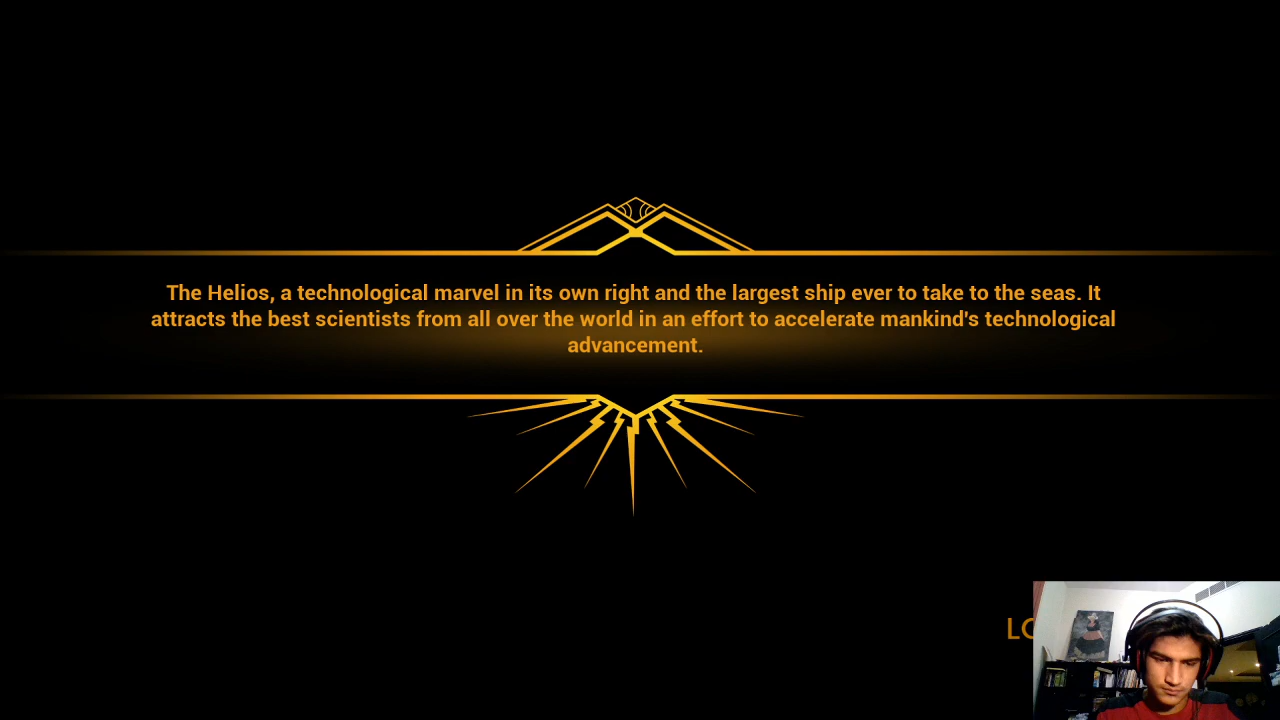 The Helios, a technological marvel in its own right and the largest ship ever to take to the seas. It
attracts the best scientists from all over the world in an effort to accelerate mankind's technological
advancement.
LO